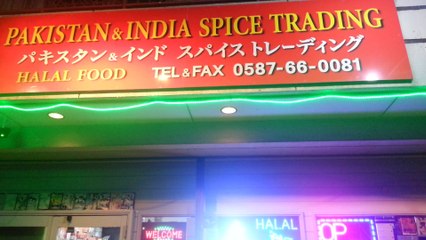 PAKISTAN & INDIA SPICE TRADING
パキスタン&インド スパイストレーディング
HALAL FOOD TEL & FAX 0587-66-0081
WELCOME
HALAL
OP